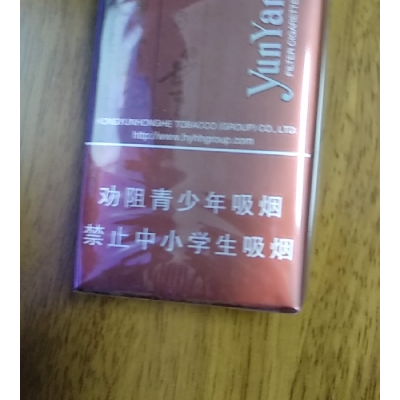 YunYan
FILTER CIGARETTE
HONGYUNHONGHE TOBACCO (GROUP) CO., LTD.
http://www.hyhhgroup.com
劝阻青少年吸烟
禁止中小学生吸烟